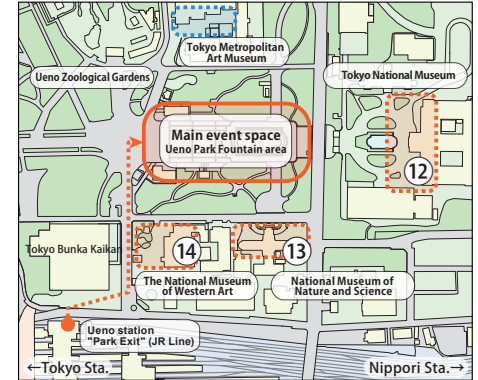 Tokyo Metropolitan
Art Museum
Ueno Zoological Gardens
Tokyo National Museum
Main event space
Ueno Park Fountain area
12
Tokyo Bunka Kaikan
14
13
The National Museum
of Western Art
National Museum of
Nature and Science
Ueno station
"Park Exit" (JR Line)
←Tokyo Sta.
Nippori Sta.→